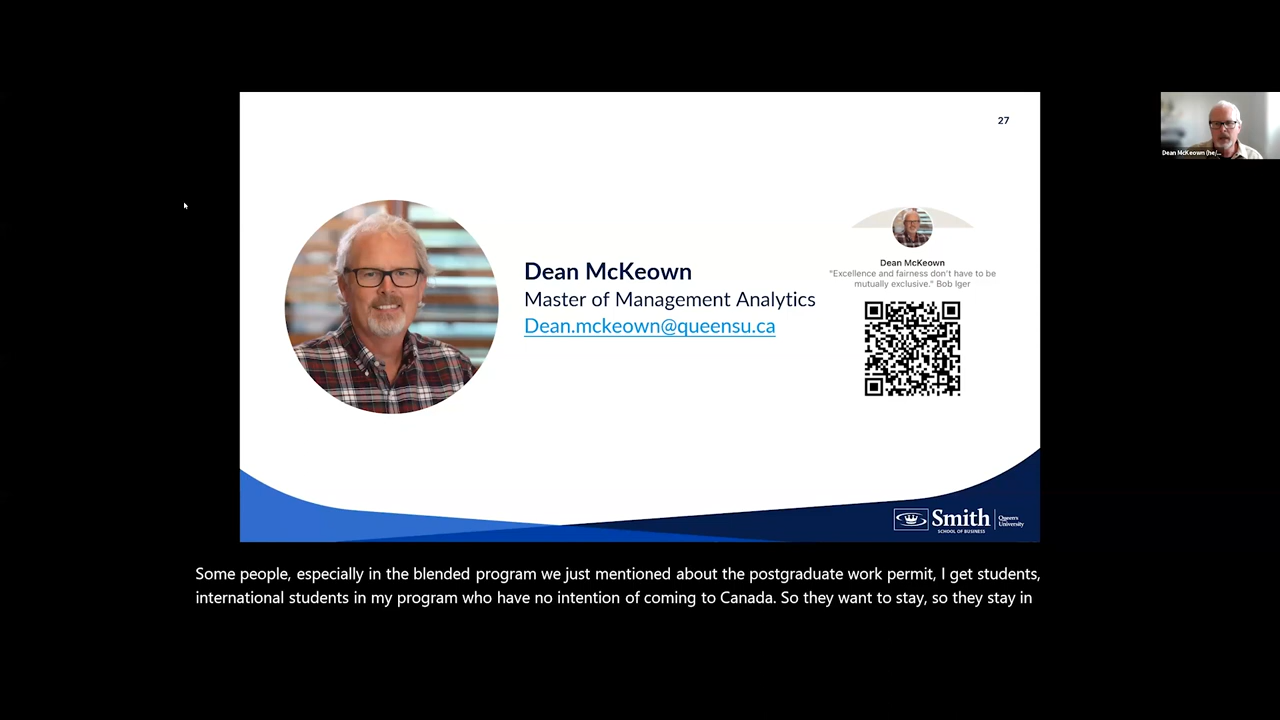 27
Dean McKeown (he/...
Dean McKeown
Master of Management Analytics
Dean.mckeown@queensu.ca
Dean McKeown
"Excellence and fairness don't have to be
mutually exclusive." Bob Iger
Smith
SCHOOL OF BUSINESS
Queen's
University
Some people, especially in the blended program we just mentioned about the postgraduate work permit, I get students,
international students in my program who have no intention of coming to Canada. So they want to stay, so they stay in